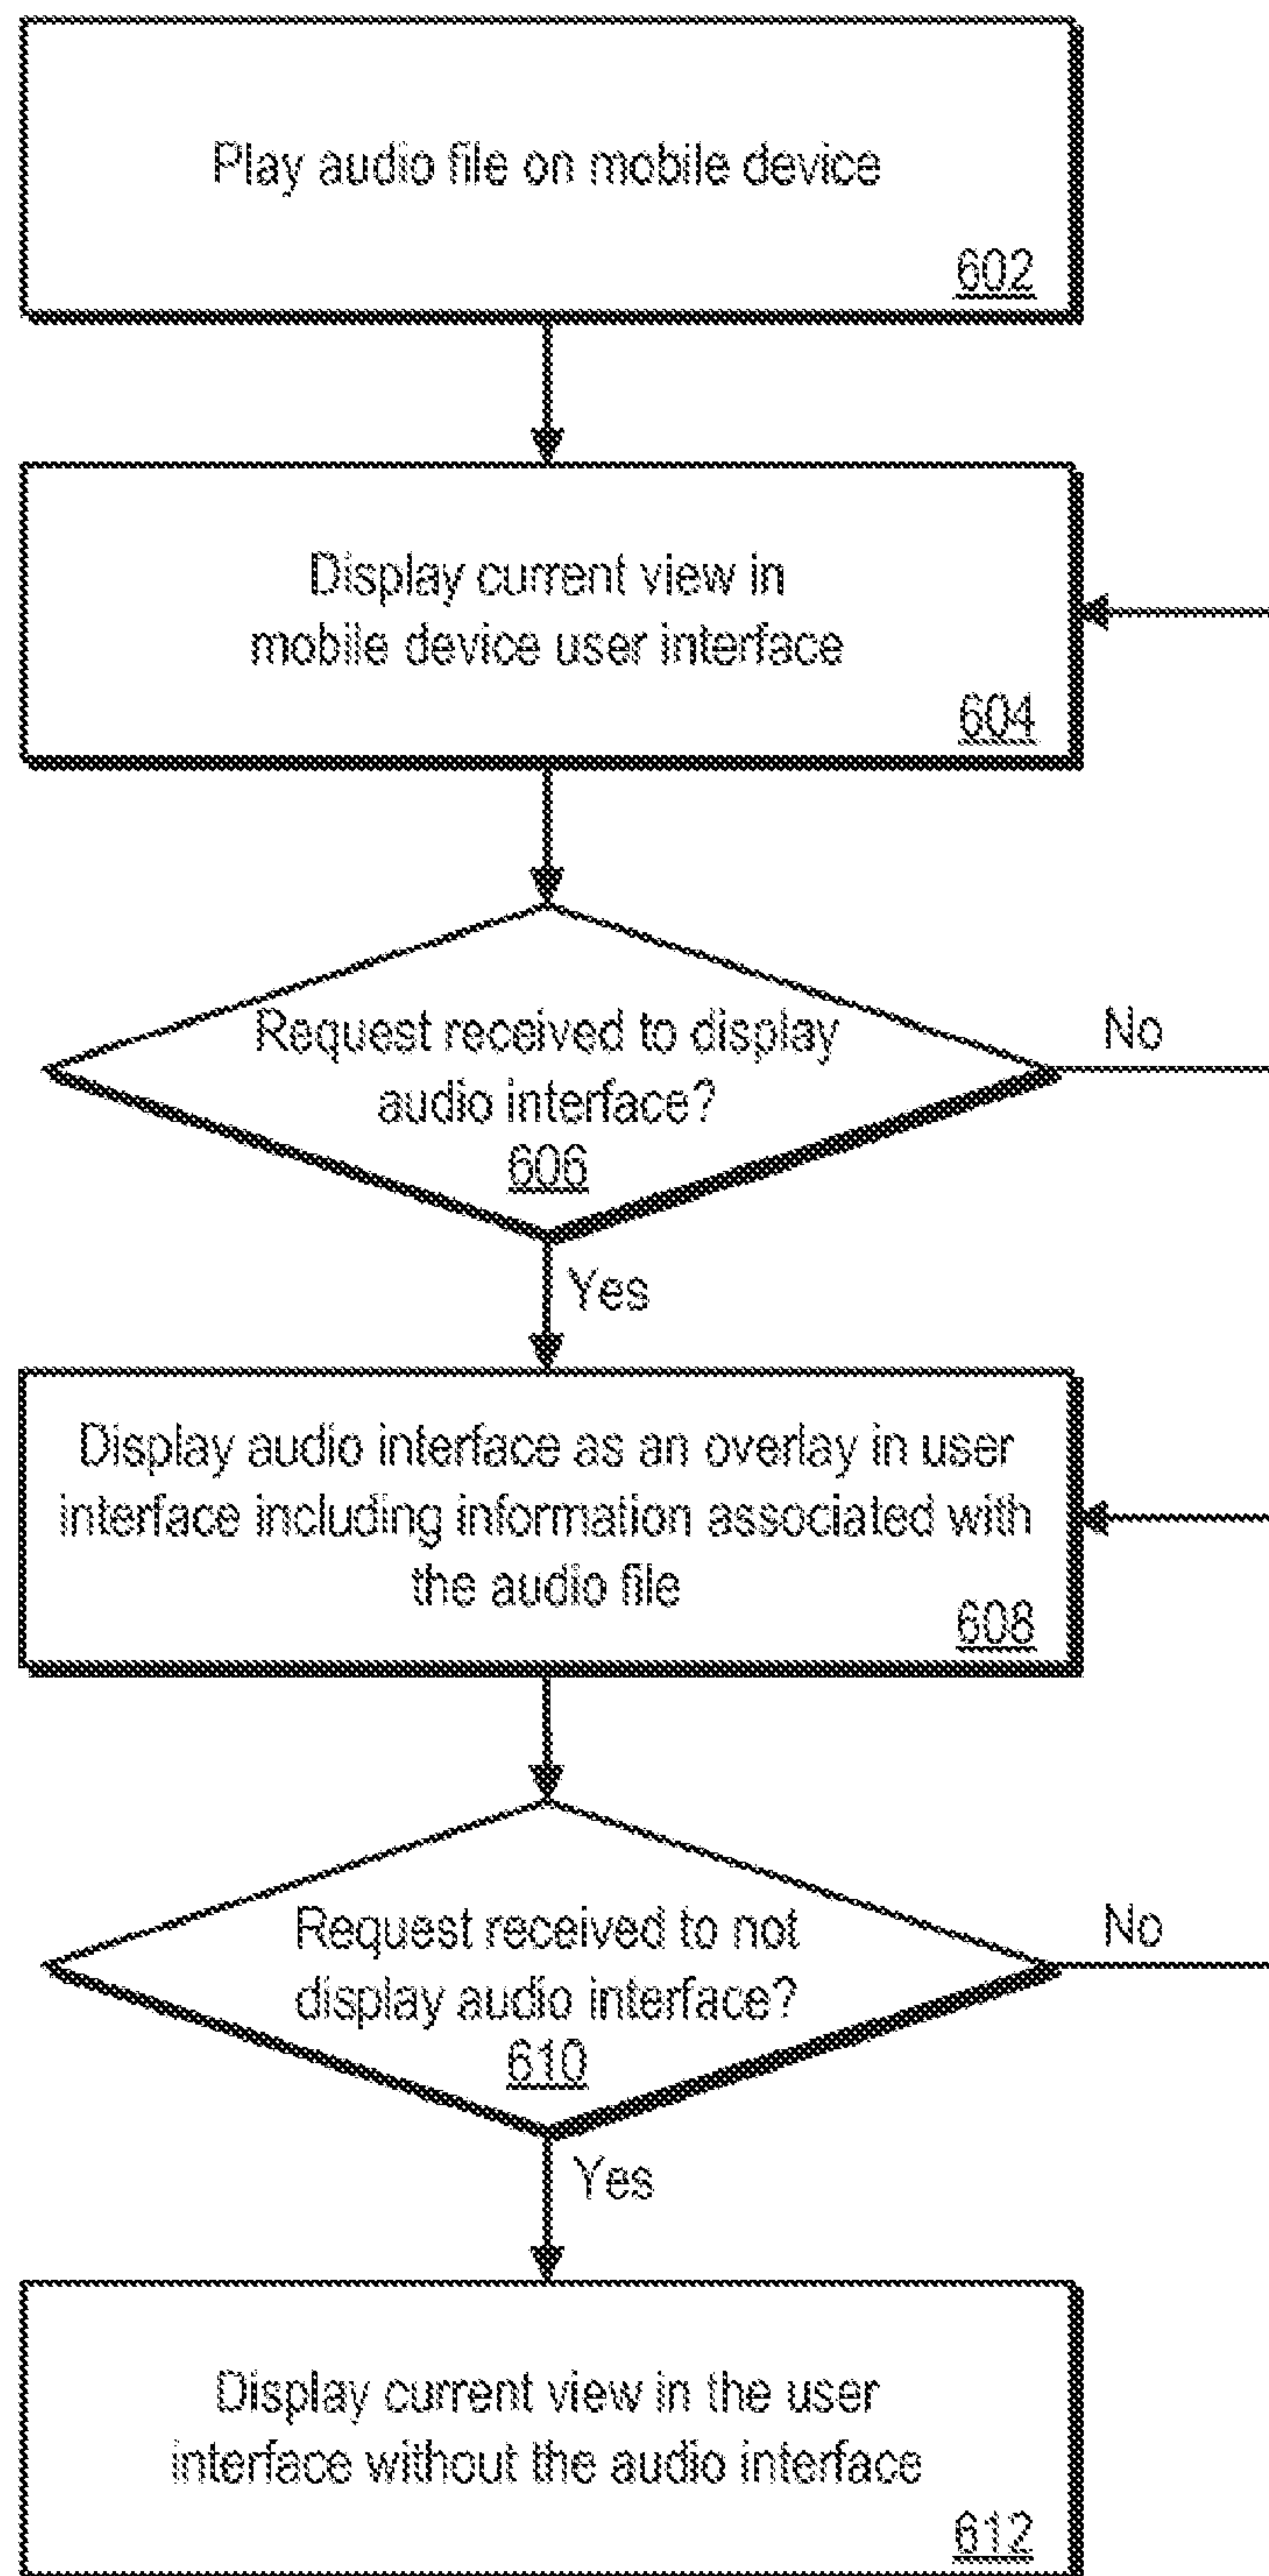 Play audio file on mobile device
602
Display current view in
mobile device user interface
604
Request received to display
audio interface?
606
No
Yes
Display audio interface as an overlay in user
interface including information associated with
the audio file
608
Request received to not
display audio interface?
610
No
Yes
Display current view in the user
interface without the audio interface
612